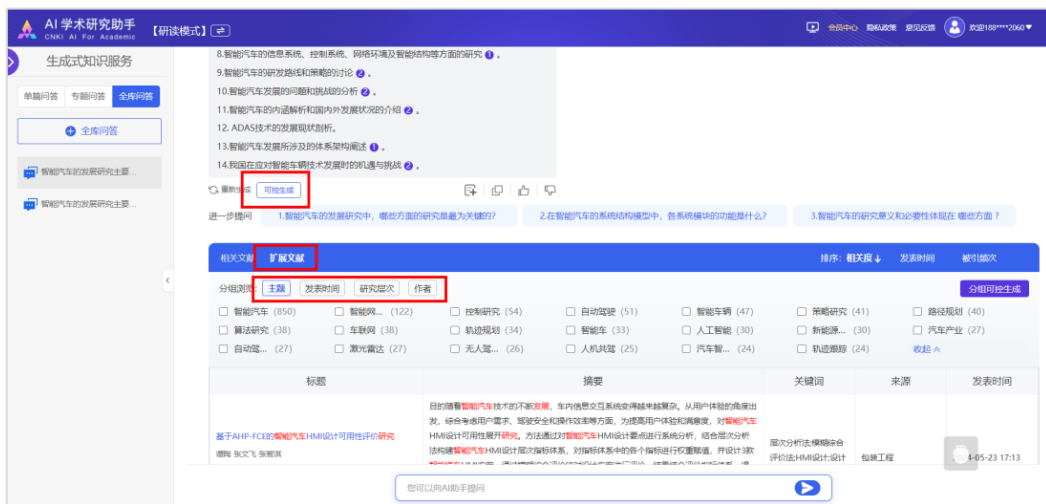 AI 学术研究助手
CNKI AI For Academic
【研读模式】
会员中心 隐私政策 意见反馈 欢迎188****2060
生成式知识服务
单篇问答 专题问答 全库问答
全库问答
智能汽车的发展研究主要...
智能汽车的发展研究主要...
8.智能汽车的信息系统、控制系统、网络环境及智能结构等方面的研究 1 。
9.智能汽车的研发路线和策略的讨论 2 。
10.智能汽车发展的问题和挑战的分析 2 。
11.智能汽车的内涵解析和国内外发展状况的介绍 2 。
12. ADAS技术的发展现状剖析。
13.智能汽车发展所涉及的体系架构阐述 1 。
14.我国在应对智能车辆技术发展时的机遇与挑战 2 。
重新生成 可控生成
进一步提问 1.智能汽车的发展研究中，哪些方面的研究是最为关键的? 2.在智能汽车的系统结构模型中，各系统模块的功能是什么? 3.智能汽车的研究意义和必要性体现在 哪些方面？
相关文献 扩展文献 排序: 相关度↓ 发表时间 被引频次
分组浏览: 主题 发表时间 研究层次 作者 分组可控生成
智能汽车 (850) 智能网... (122) 控制研究 (54) 自动驾驶 (51) 智能车辆 (47) 策略研究 (41) 路径规划 (40)
算法研究 (38) 车联网 (38) 轨迹规划 (34) 智能车 (33) 人工智能 (30) 新能源... (30) 汽车产业 (27)
自动驾... (27) 激光雷达 (27) 无人驾... (26) 人机共驾 (25) 汽车智... (24) 轨迹跟踪 (24) 收起
标题 摘要 关键词 来源 发表时间
目的随着智能汽车技术的不断发展，车内信息交互系统变得越来越复杂。从用户体验的角度出
发，综合考虑用户需求、驾驶安全和操作效率等方面，为提高用户体验和满意度，对智能汽车
基于AHP-FCE的智能汽车HMI设计可用性评价研究 HMI设计可用性展开研究。方法通过对智能汽车HMI设计要点进行系统分析，结合层次分析 层次分析法;模糊综合
张文飞 张智淇 法构建智能汽车HMI设计层次指标体系，对指标体系中的各个指标进行权重赋值，并设计3款 评价法;HMI设计;设计 包装工程 4-05-23 17:13
您可以向AI助手提问